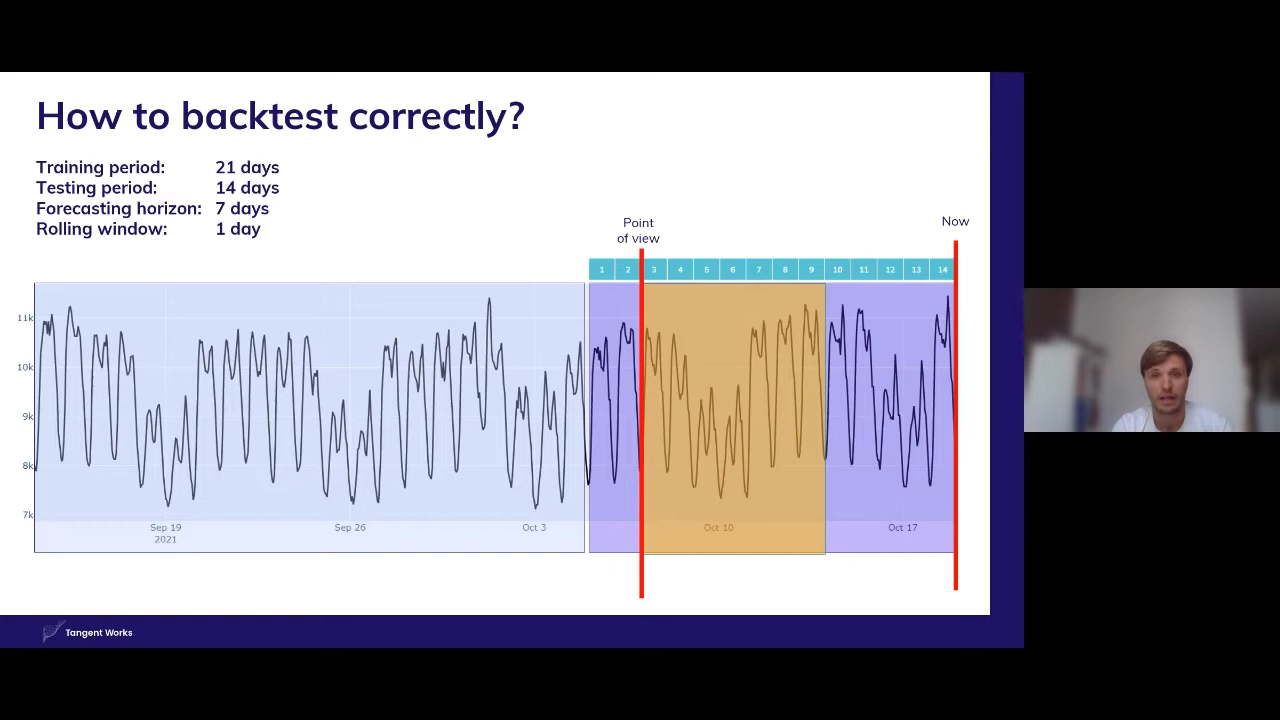 How to backtest correctly?
Training period: 21 days
Testing period: 14 days
Forecasting horizon: 7 days
Rolling window: 1 day
Point
of view
Now
1 2 3 4 5 6 7 8 9 10 11 12 13 14
11k
10k
9k
8k
7k
Sep 19 Sep 26 Oct 3 Oct 10 Oct 17
2021
Tangent Works